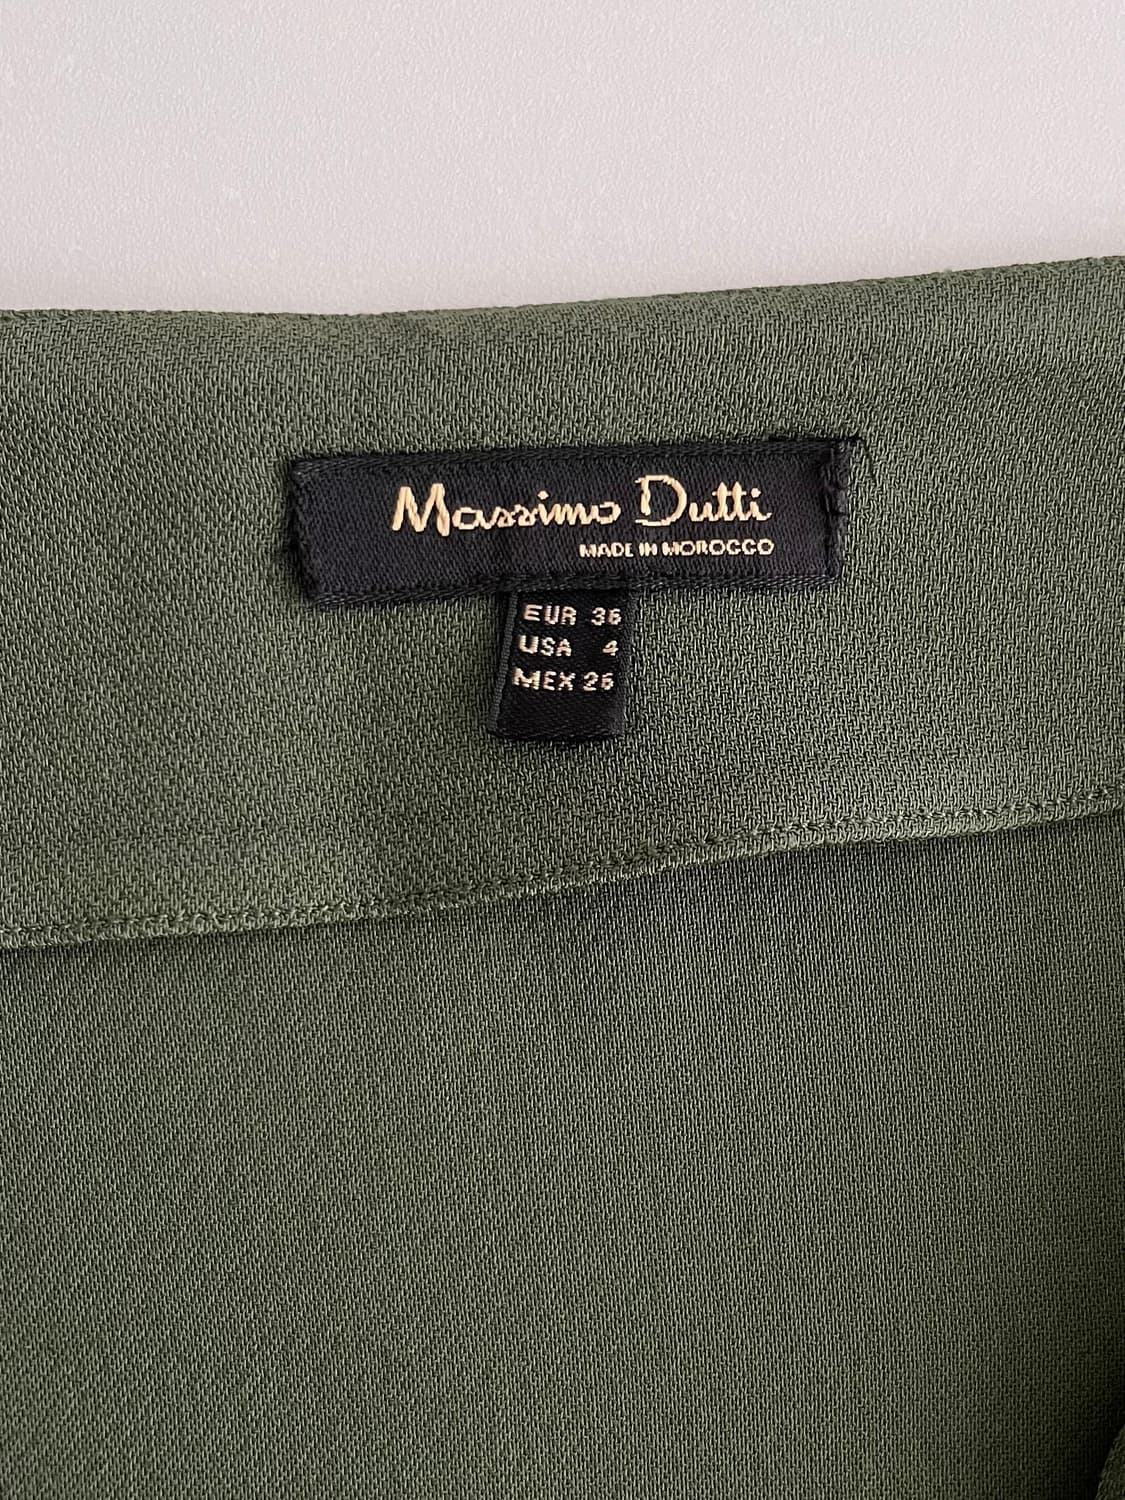 Massimo Dutti
MADE IN MOROCCO
EUR 36
USA 4
MEX 26